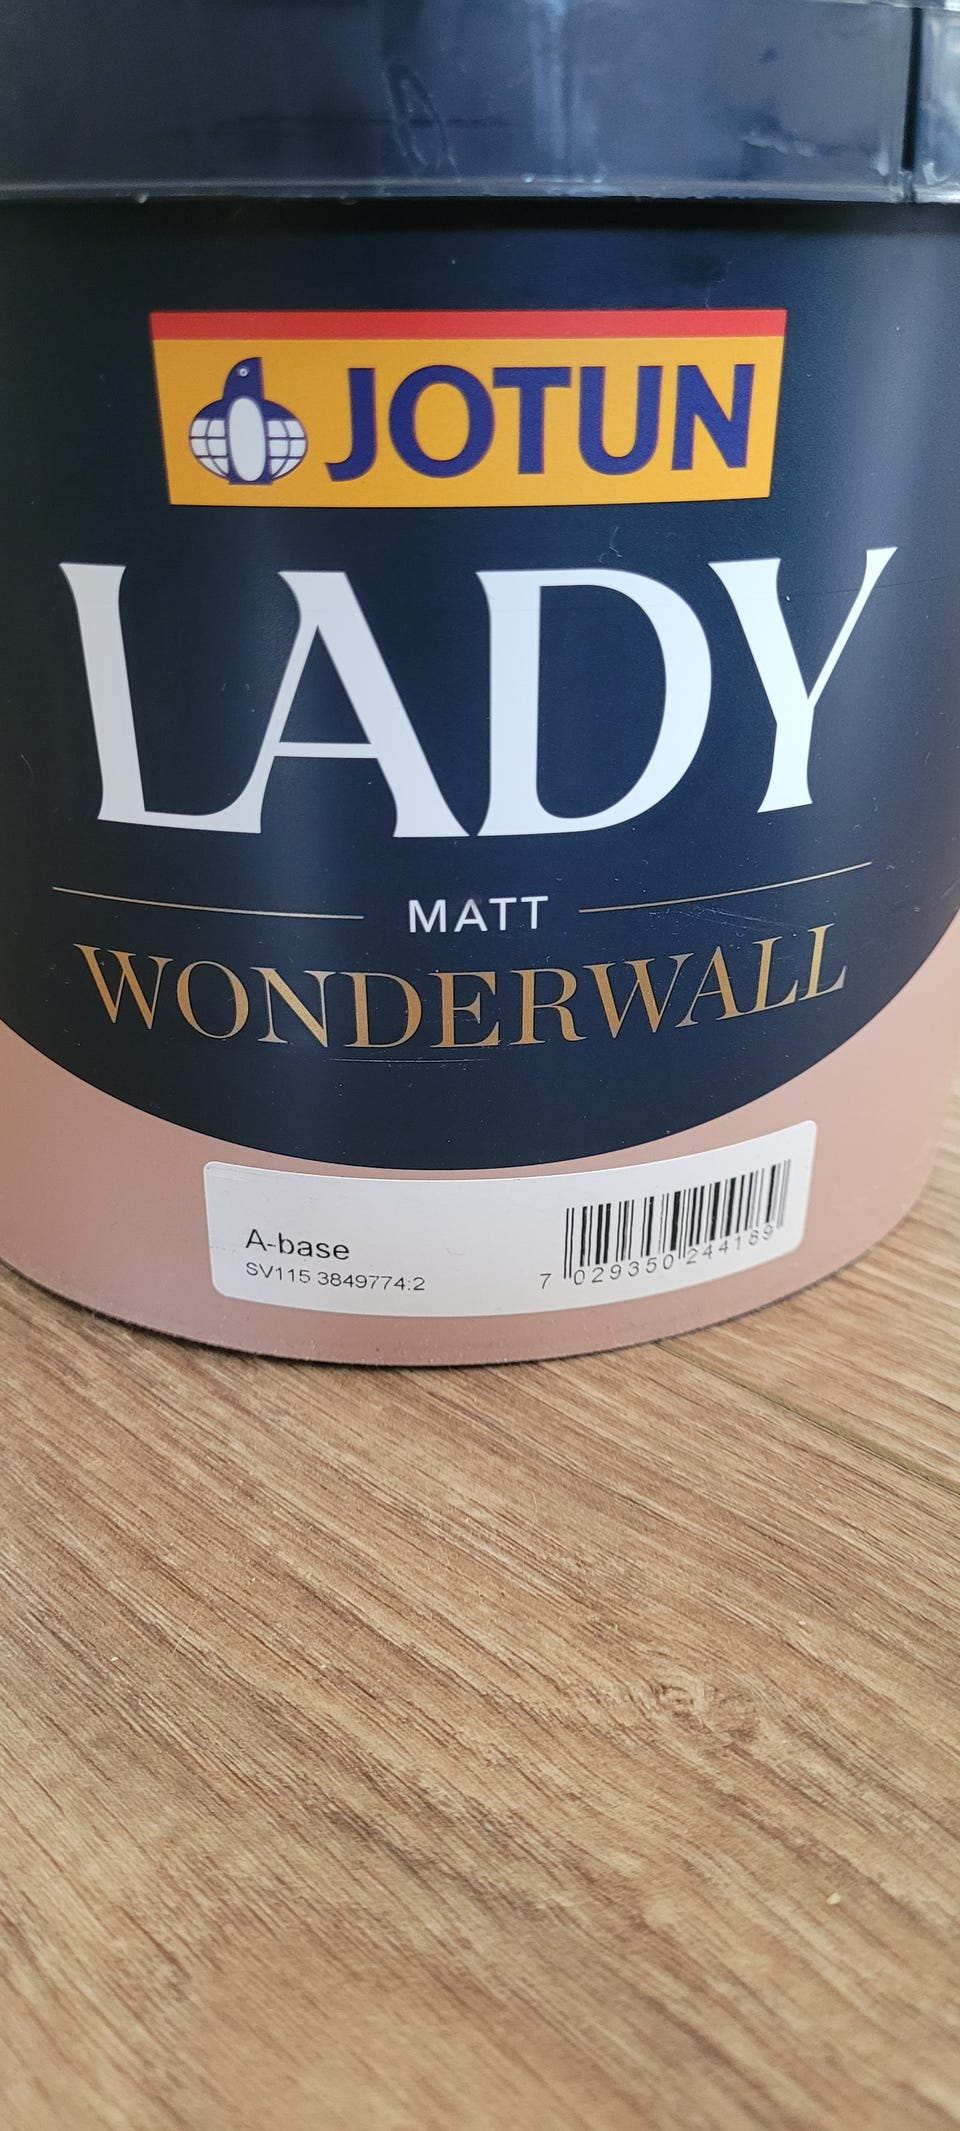 JOTUN
LADY
MATT
WONDERWALL
A-base
SV115 3849774:2
7 029350 244189